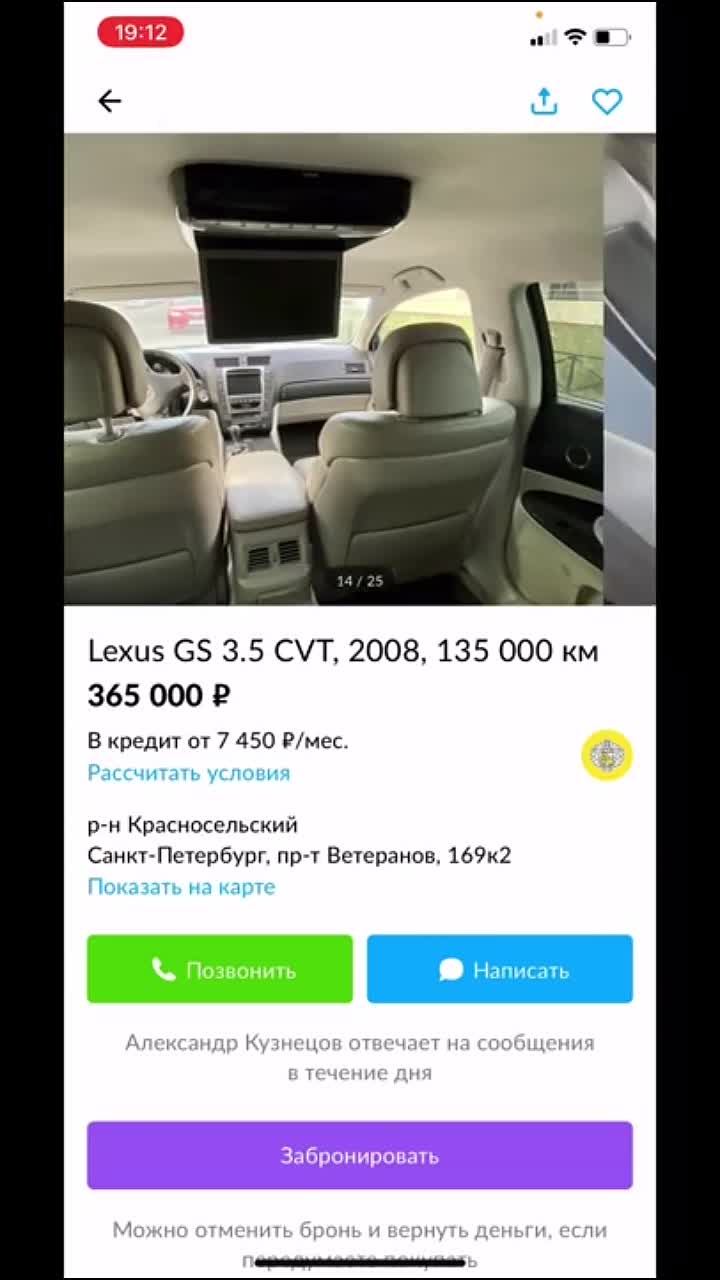 19:12
14 / 25
Lexus GS 3.5 CVT, 2008, 135 000 км
365 000 ₽
В кредит от 7 450 ₽/мес.
Рассчитать условия
р-н Красносельский
Санкт-Петербург, пр-т Ветеранов, 169к2
Показать на карте
Позвонить
Написать
Александр Кузнецов отвечает на сообщения
в течение дня
Забронировать
Можно отменить бронь и вернуть деньги, если
передумаете покупать